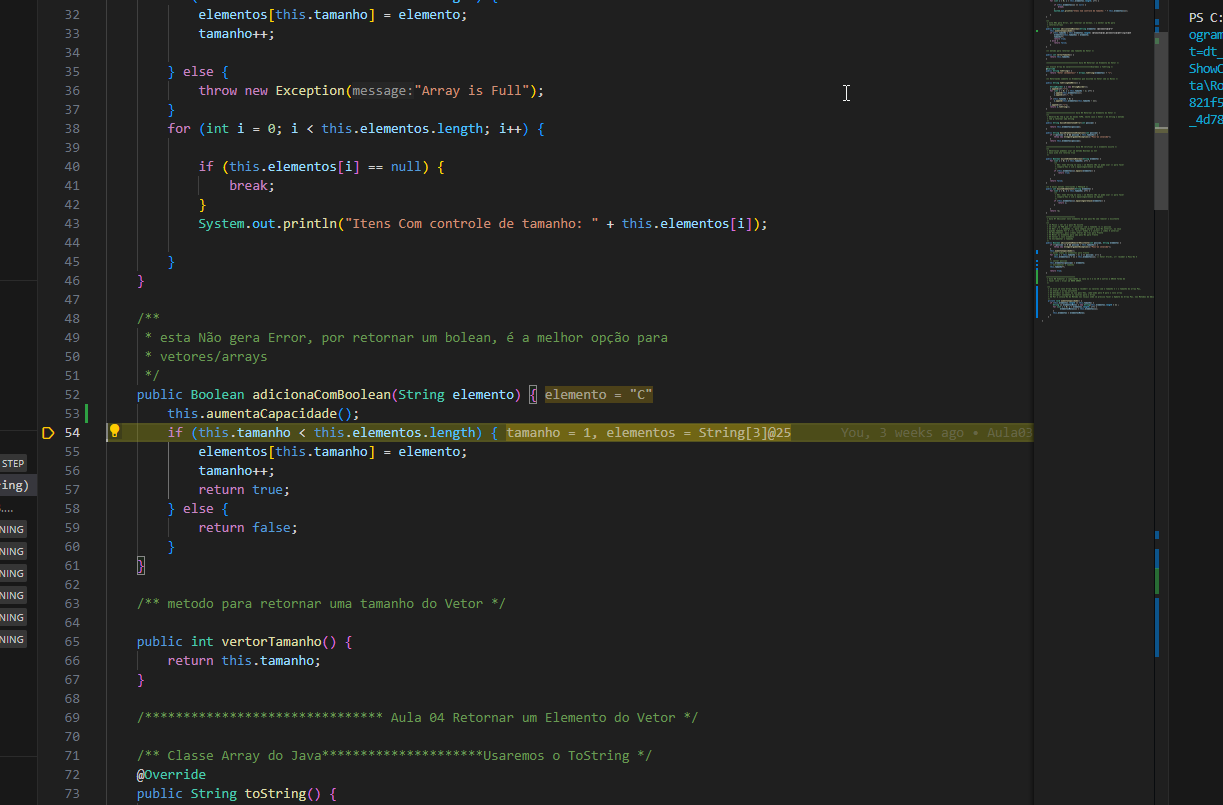 32 elementos[this.tamanho] = elemento;
33 tamanho++;
34
35 } else {
36 throw new Exception(message:"Array is Full");
37 }
38 for (int i = 0; i < this.elementos.length; i++) {
39
40 if (this.elementos[i] == null) {
41 break;
42 }
43 System.out.println("Itens Com controle de tamanho: " + this.elementos[i]);
44
45 }
46 }
47
48 /**
49 * esta Não gera Error, por retornar um bolean, é a melhor opção para
50 * vetores/arrays
51 */
52 public Boolean adicionaComBoolean(String elemento) { elemento = "C"
53 this.aumentaCapacidade();
54 if (this.tamanho < this.elementos.length) { tamanho = 1, elementos = String[3]@25 You, 3 weeks ago • Aula03
55 elementos[this.tamanho] = elemento;
56 tamanho++;
57 return true;
58 } else {
59 return false;
60 }
61 }
62
63 /** metodo para retornar uma tamanho do Vetor */
64
65 public int vertorTamanho() {
66 return this.tamanho;
67 }
68
69 /******************************* Aula 04 Retornar um Elemento do Vetor */
70
71 /** Classe Array do Java*********************Usaremos o ToString */
72 @Override
73 public String toString() {
STEP
ing)
....
NING
NING
NING
NING
NING
NING
PS C:
ogram
t=dt_
ShowC
ta\Ro
821f5
_4d78